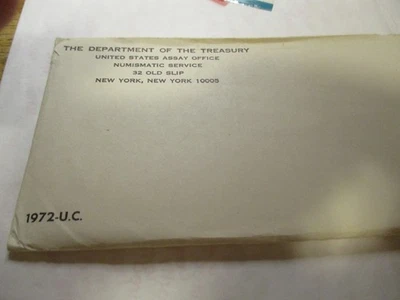 THE DEPARTMENT OF THE TREASURY
UNITED STATES ASSAY OFFICE
NUMISMATIC SERVICE
32 OLD SLIP
NEW YORK, NEW YORK 10005
1972-U.C.